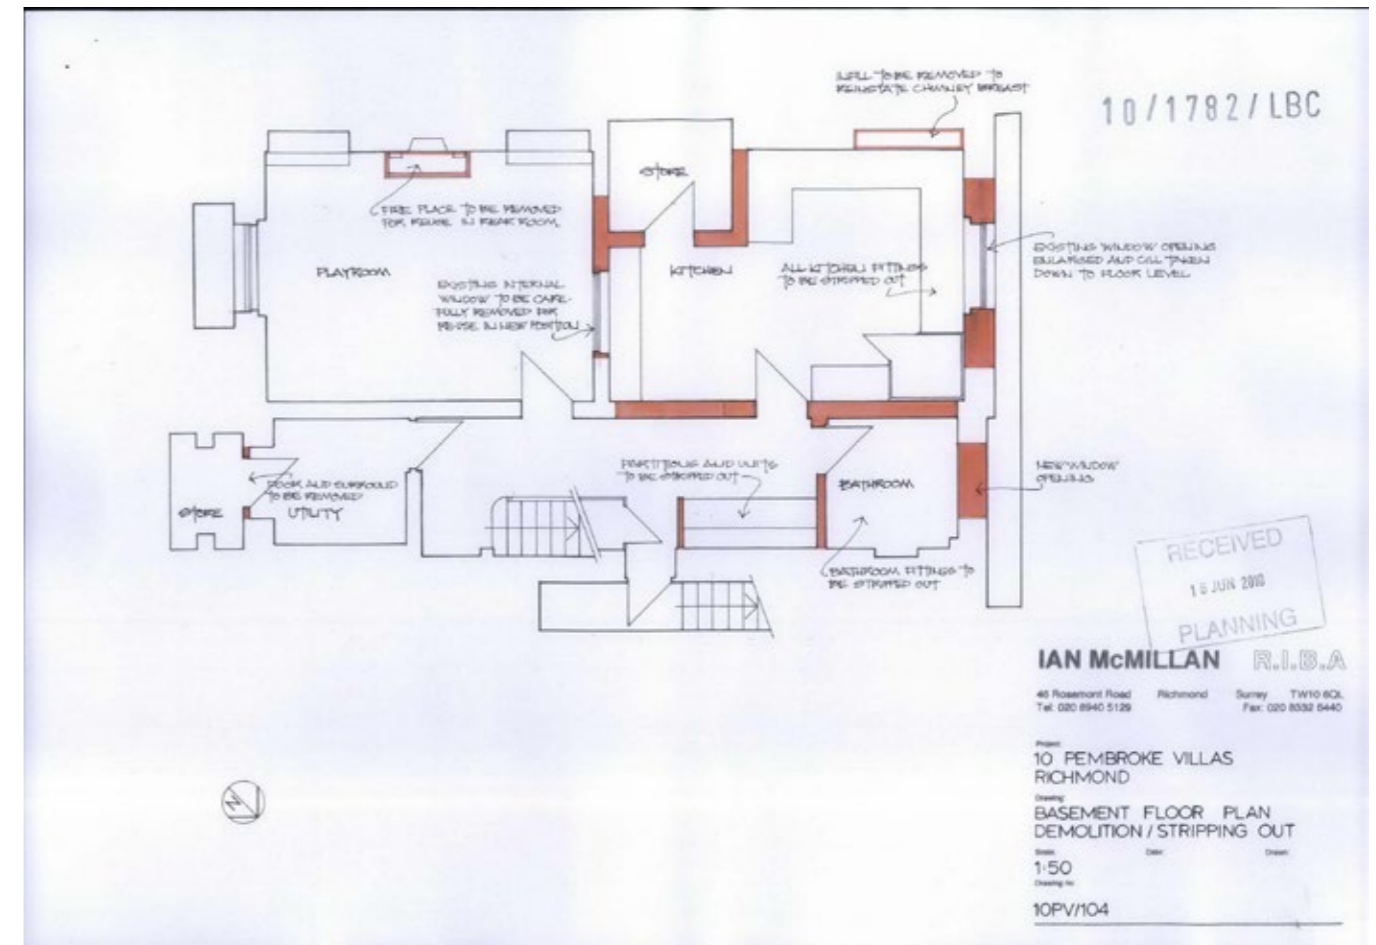 INFILL TO BE REMOVED TO
REINSTATE CHIMNEY BREAST
10/1782/LBC
STORE
FIRE PLACE TO BE REMOVED
FOR REUSE IN REAR ROOM.
PLAYROOM
KITCHEN
ALL KITCHEN FITTINGS
TO BE STRIPPED OUT
EXISTING WINDOW OPENING
ENLARGED AND CILL TAKEN
DOWN TO FLOOR LEVEL
EXISTING INTERNAL
WINDOW TO BE CARE-
FULLY REMOVED FOR
RE-USE IN NEW POSITION
PARTITIONS AND UNITS
TO BE STRIPPED OUT
BATHROOM
NEW WINDOW
OPENING
DOOR AND SURROUND
TO BE REMOVED
STORE
UTILITY
BATHROOM FITTINGS TO
BE STRIPPED OUT
RECEIVED
JUN 2010
PLANNING
IAN McMILLAN R.I.B.A
46 Rosemont Road Richmond Surrey TW10 6QL
Tel: 020 8940 5129 Fax: 020 8332 6440
Project:
10 PEMBROKE VILLAS
RICHMOND
Drawing:
BASEMENT FLOOR PLAN
DEMOLITION / STRIPPING OUT
Scale: Date: Drawn:
1:50
Drawing no:
10PV/104
N